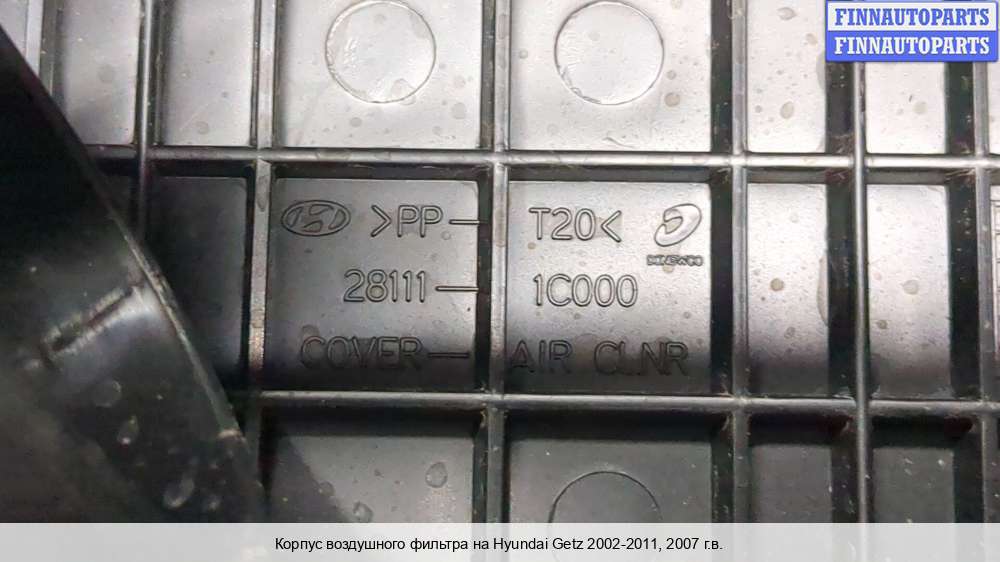 FINNAUTOPARTS
FINNAUTOPARTS
>PP - T20<
28111 - 1C000
COVER - AIR CLNR
Корпус воздушного фильтра на Hyundai Getz 2002-2011, 2007 г.в.